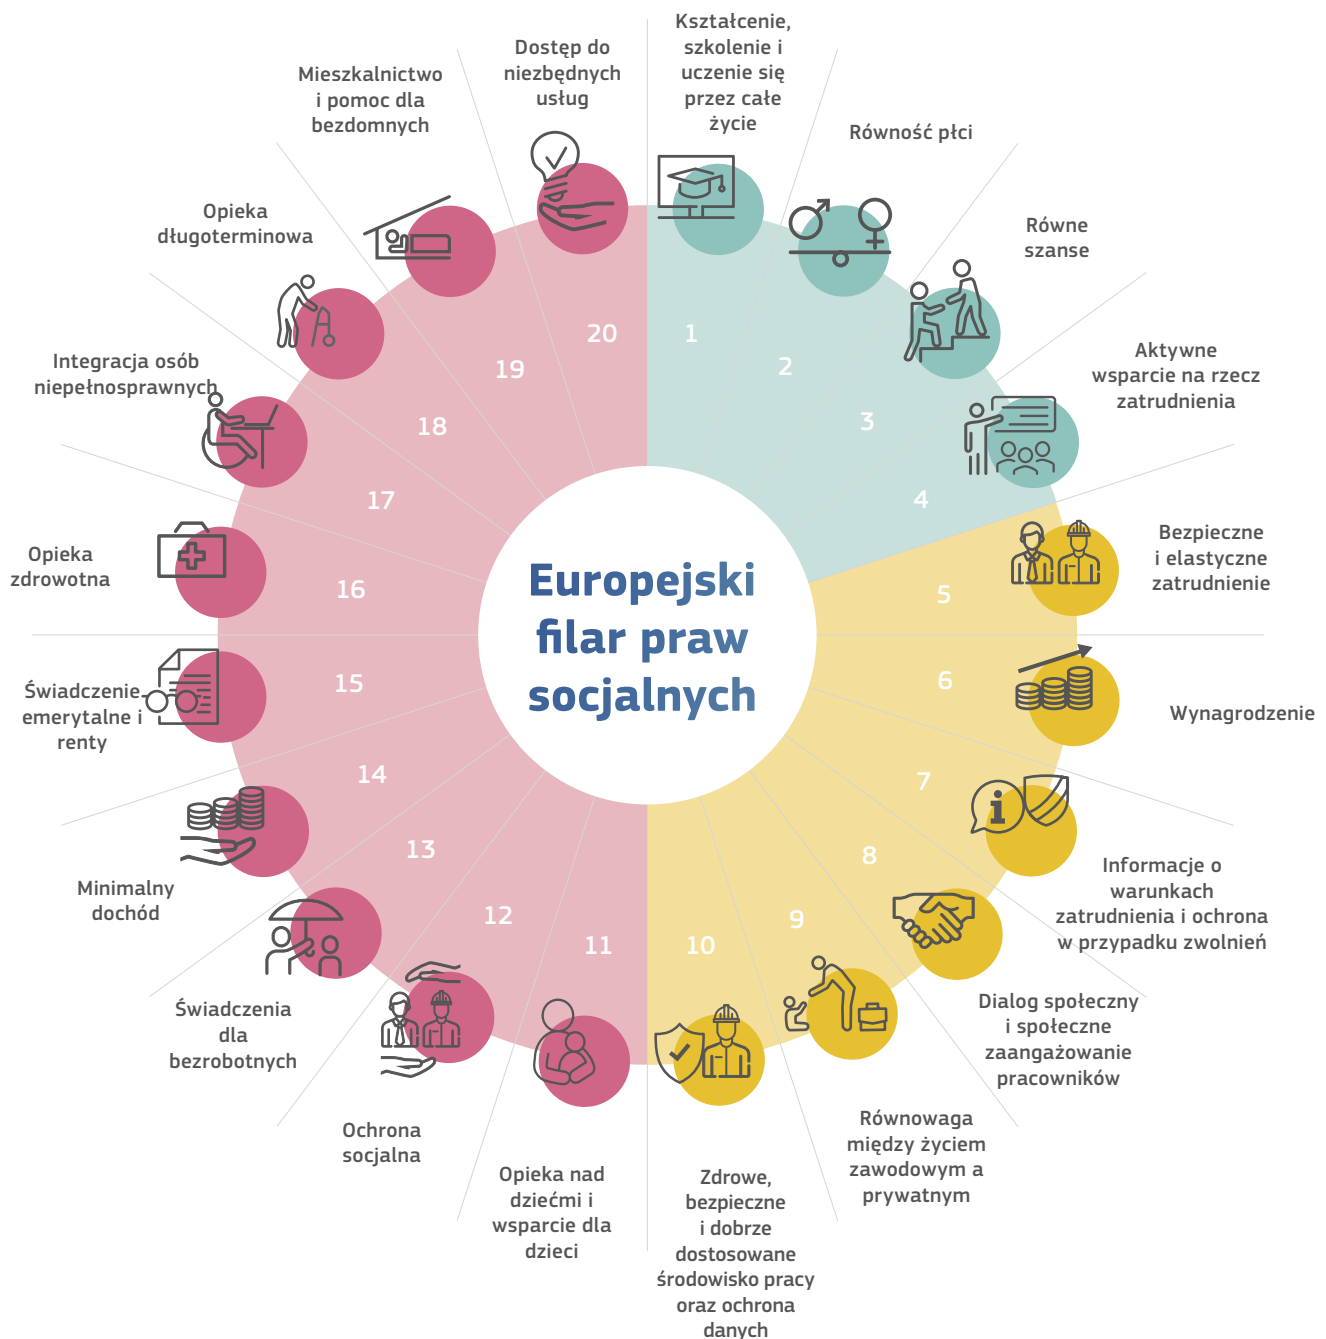 Europejski
filar praw
socjalnych
1
Kształcenie,
szkolenie i
uczenie się
przez całe
życie
2
Równość płci
3
Równe
szanse
4
Aktywne
wsparcie na rzecz
zatrudnienia
5
Bezpieczne
i elastyczne
zatrudnienie
6
Wynagrodzenie
7
Informacje o
warunkach
zatrudnienia i ochrona
w przypadku zwolnień
8
Dialog społeczny
i społeczne
zaangażowanie
pracowników
9
Równowaga
między życiem
zawodowym a
prywatnym
10
Zdrowe,
bezpieczne
i dobrze
dostosowane
środowisko pracy
oraz ochrona
danych
11
Opieka nad
dziećmi i
wsparcie dla
dzieci
12
Ochrona
socjalna
13
Świadczenia
dla
bezrobotnych
14
Minimalny
dochód
15
Świadczenie
emerytalne i
renty
16
Opieka
zdrowotna
17
Integracja osób
niepełnosprawnych
18
Opieka
długoterminowa
19
Mieszkalnictwo
i pomoc dla
bezdomnych
20
Dostęp do
niezbędnych
usług